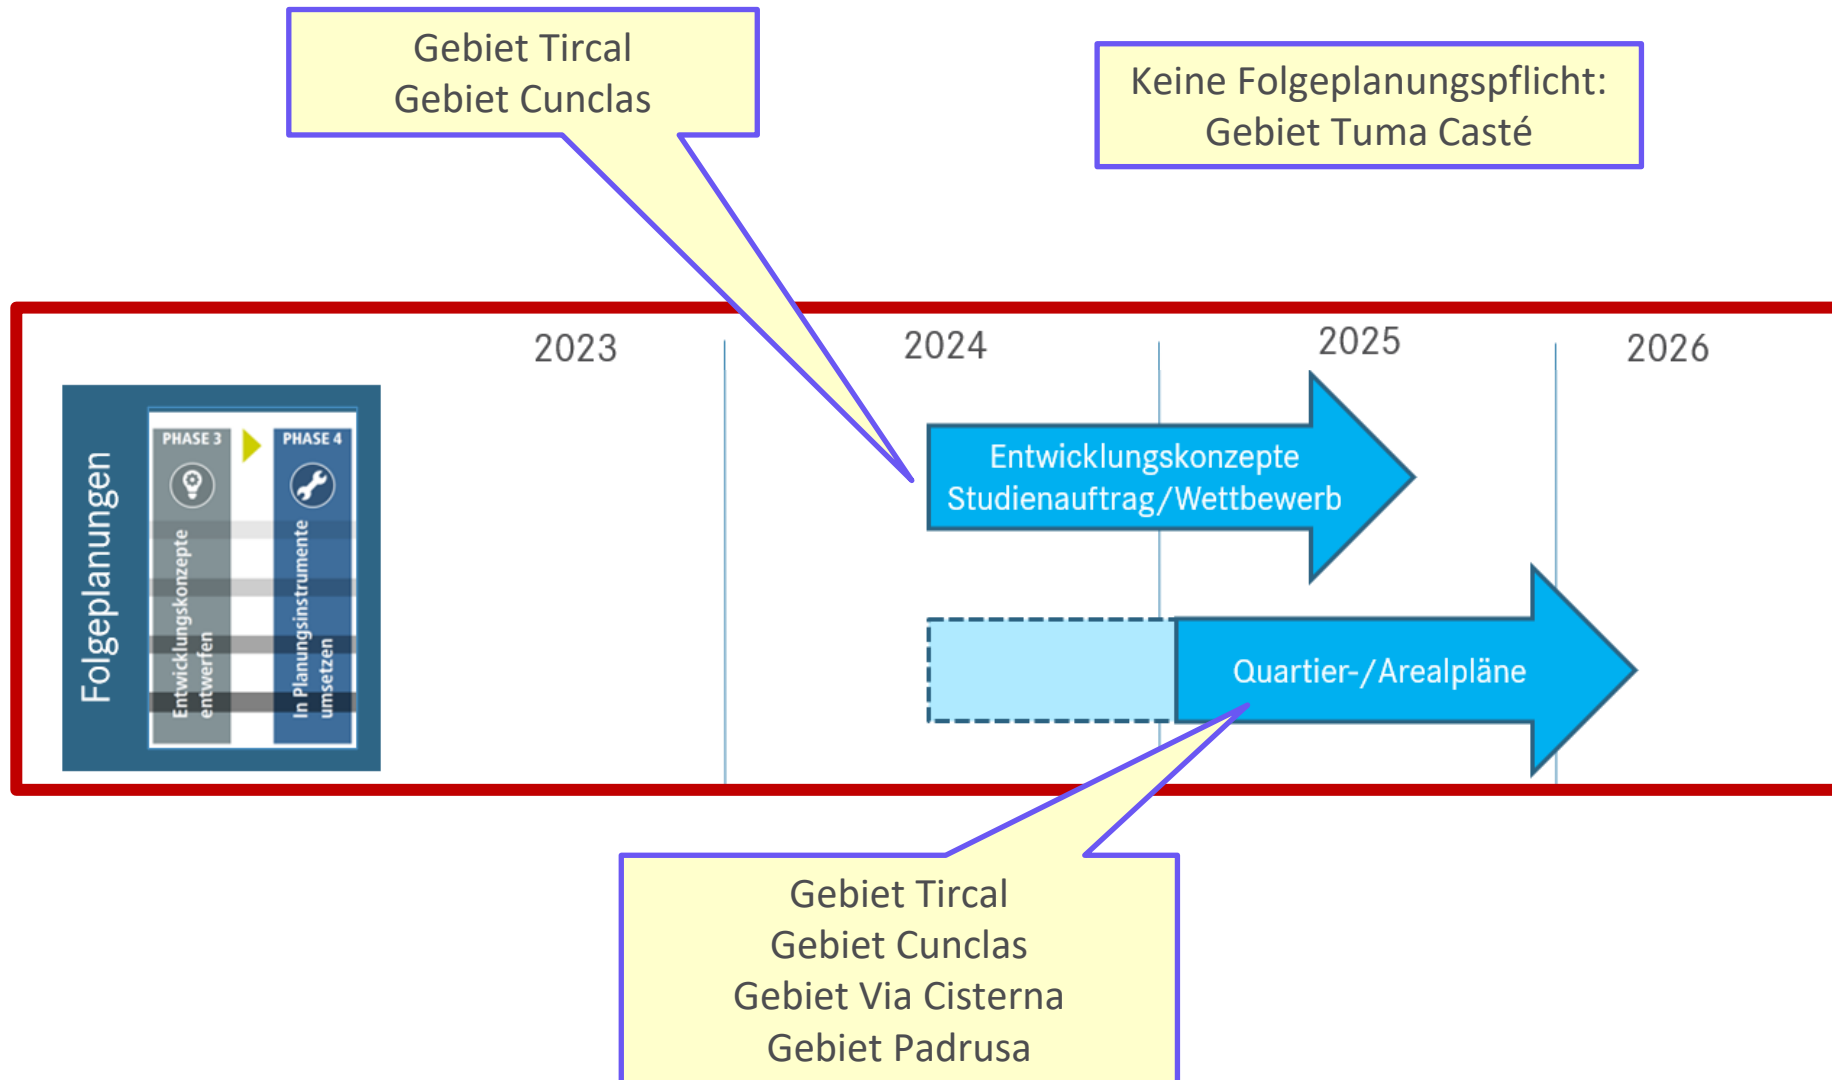 Gebiet Tircal
Gebiet Cunclas
Keine Folgeplanungspflicht:
Gebiet Tuma Casté
2023
2024
2025
2026
Folgeplanungen
PHASE 3
Entwicklungskonzepte
entwerfen
PHASE 4
In Planungsinstrumente
umsetzen
Entwicklungskonzepte
Studienauftrag/Wettbewerb
Quartier-/Arealpläne
Gebiet Tircal
Gebiet Cunclas
Gebiet Via Cisterna
Gebiet Padrusa